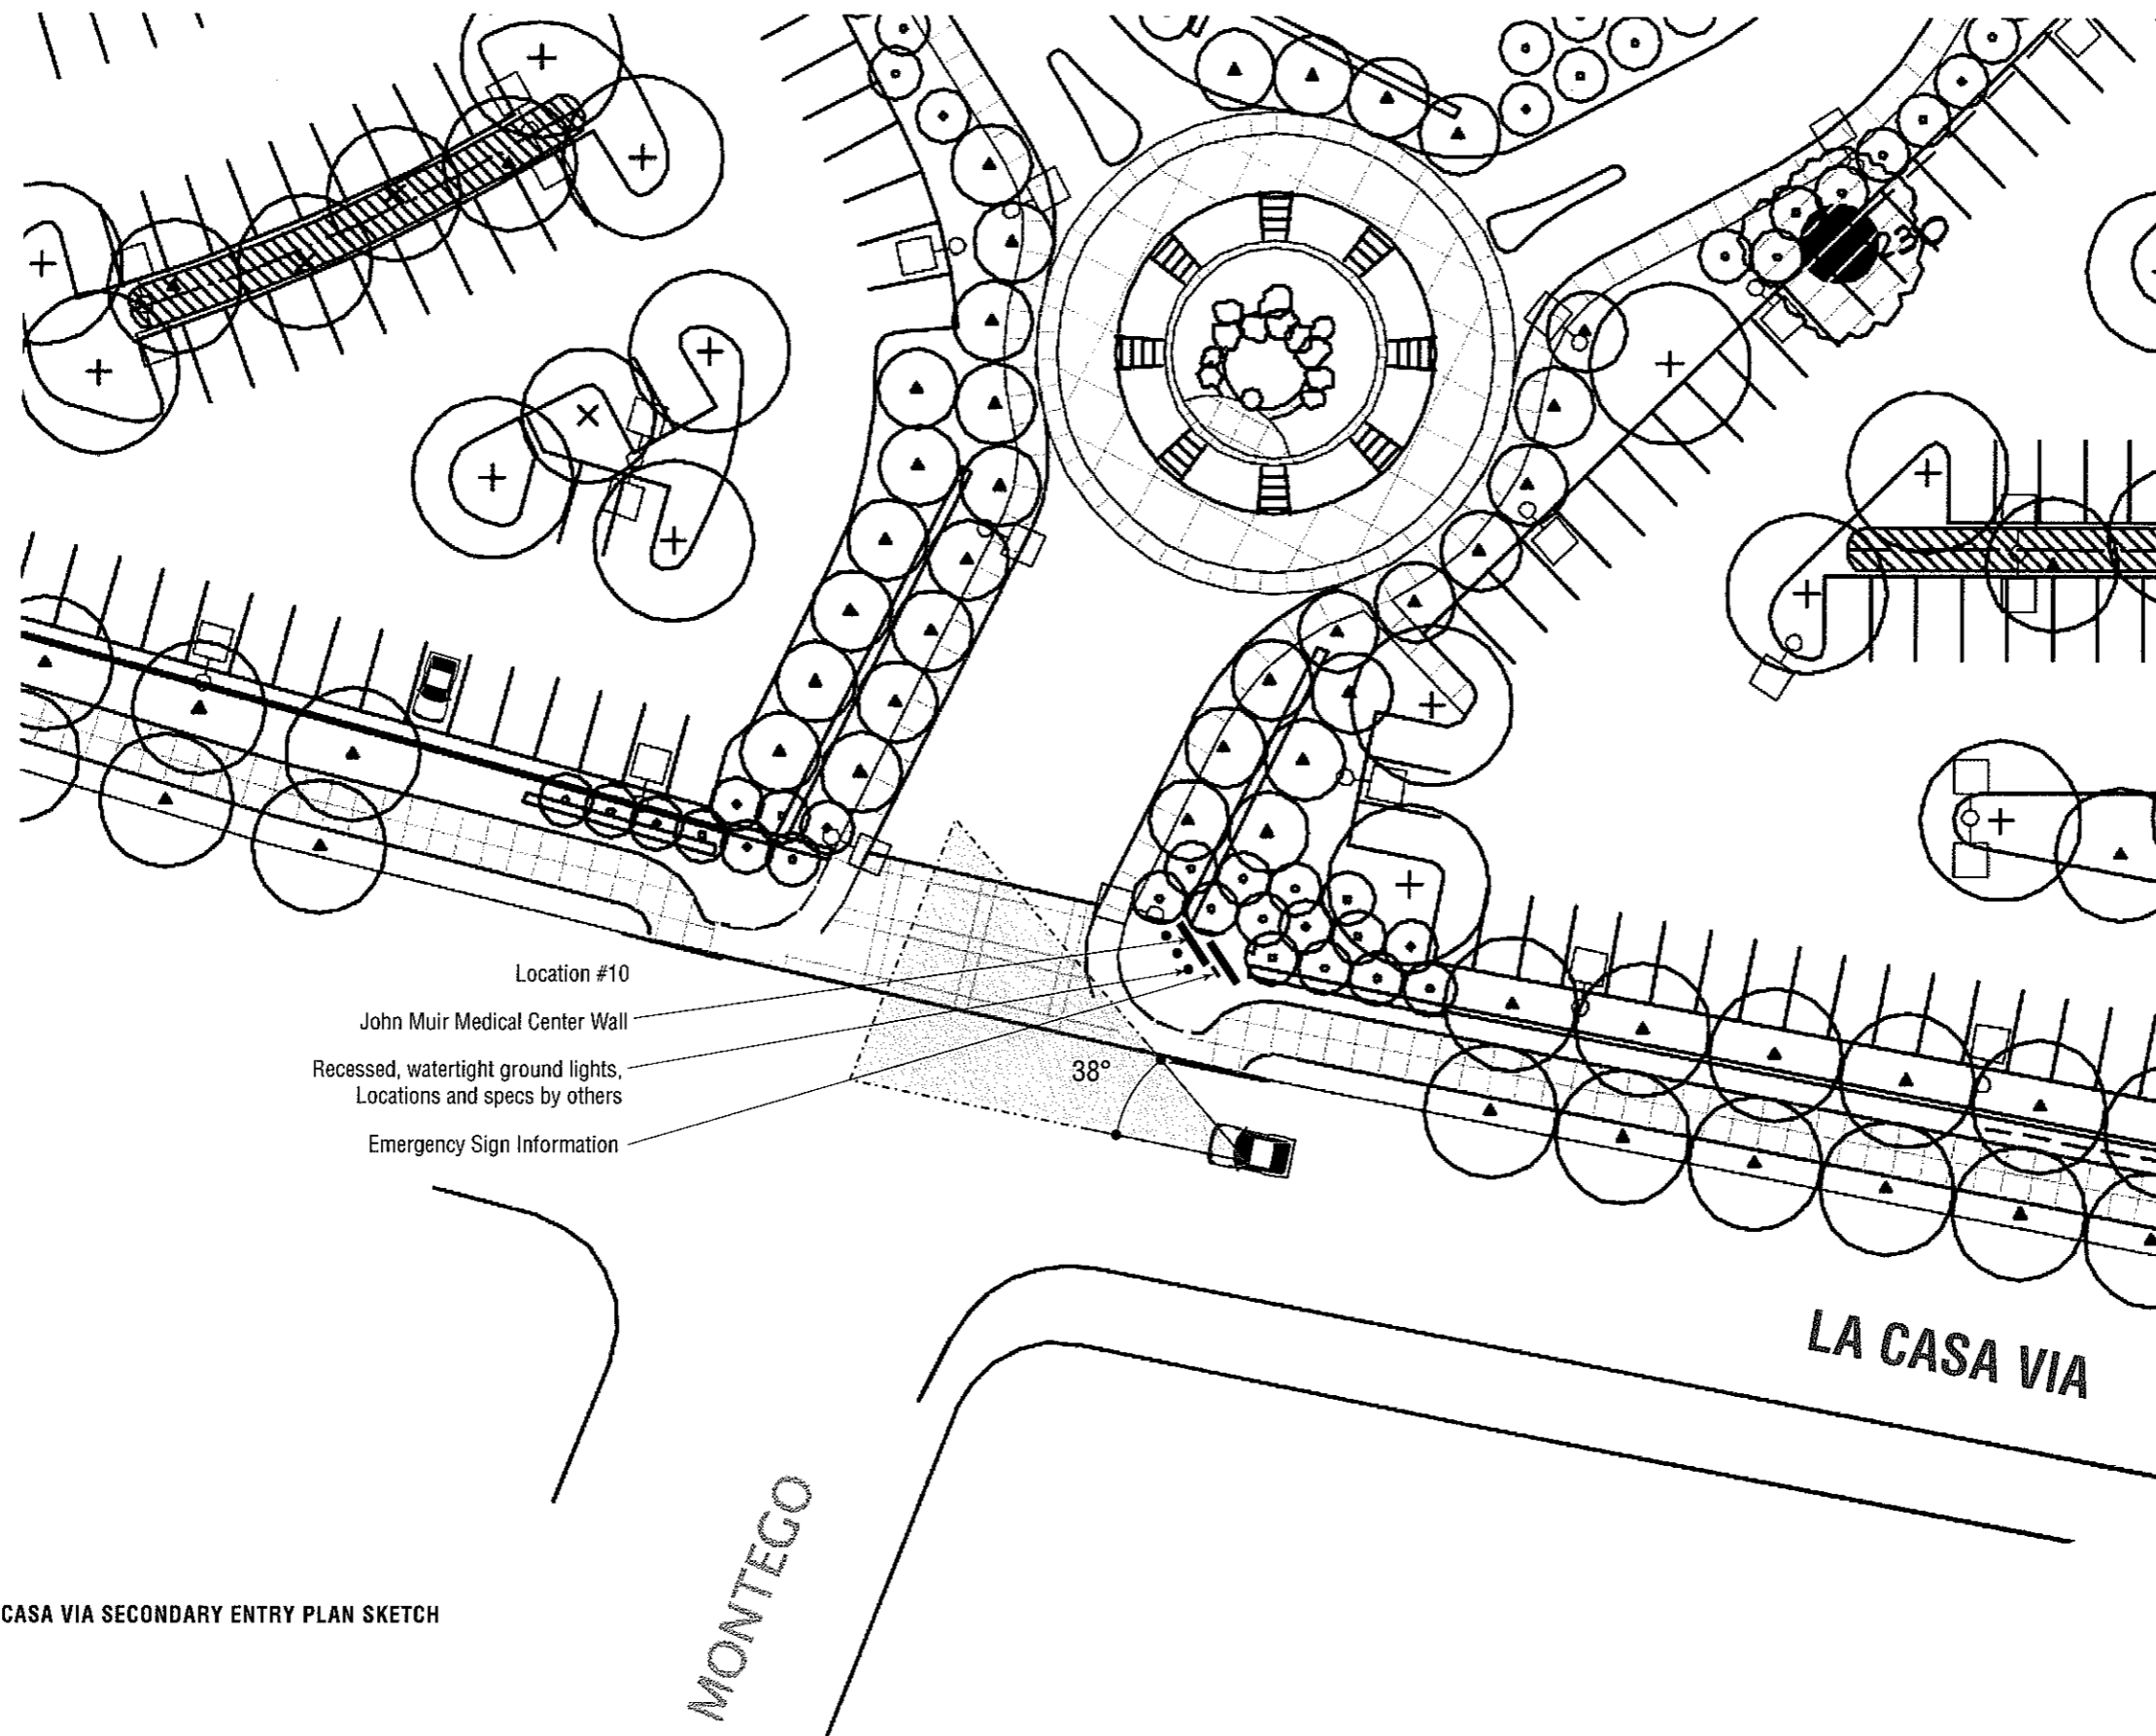 Location #10
John Muir Medical Center Wall
Recessed, watertight ground lights,
Locations and specs by others
Emergency Sign Information
38°
LA CASA VIA
MONTEGO
CASA VIA SECONDARY ENTRY PLAN SKETCH